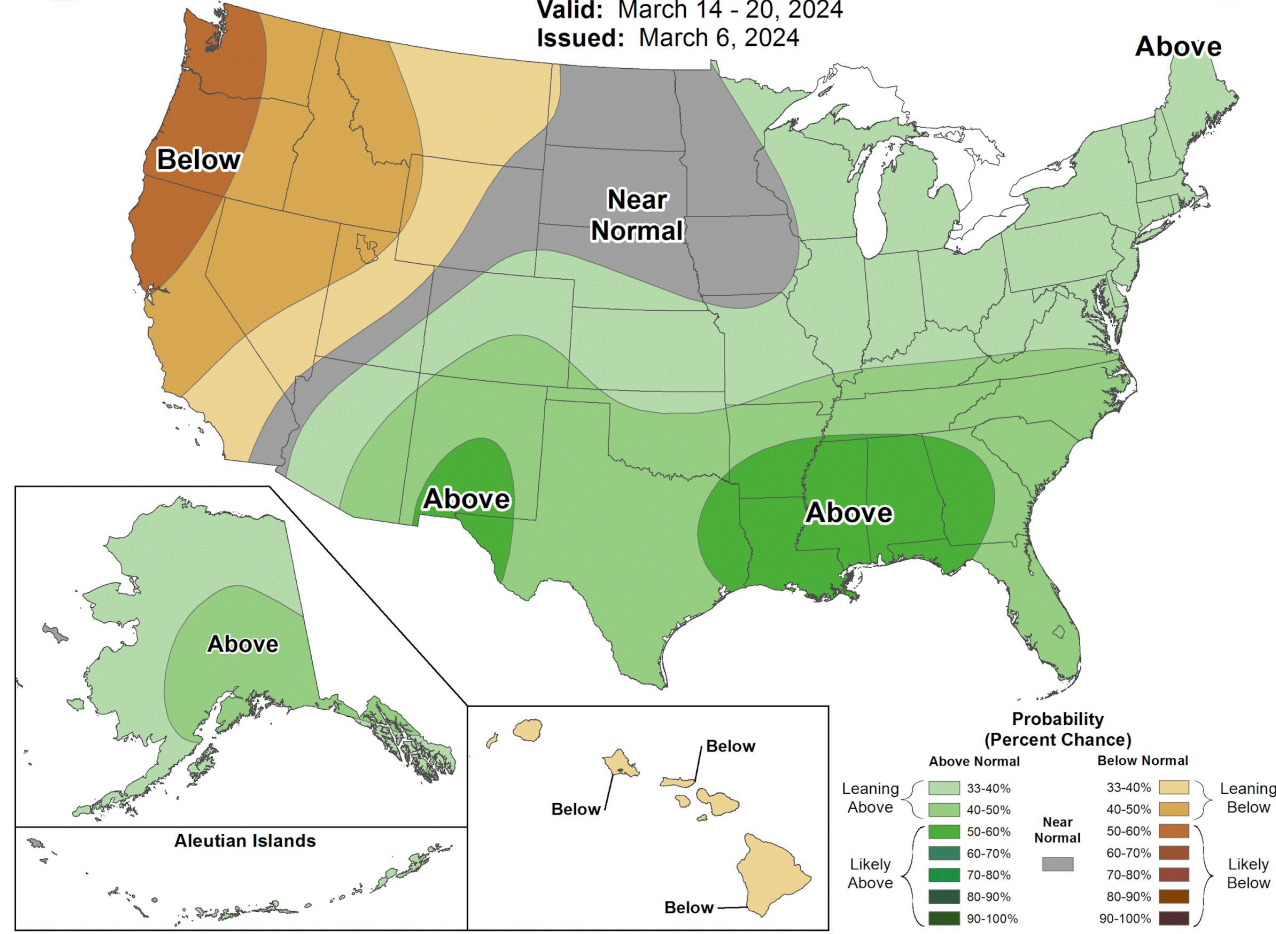 Valid: March 14 - 20, 2024
Issued: March 6, 2024
Above
Below
Near
Normal
Above
Above
Above
Aleutian Islands
Below
Below
Below
Probability
(Percent Chance)
Above Normal
Below Normal
Leaning
Above
33-40%
40-50%
Likely
Above
50-60%
60-70%
70-80%
80-90%
90-100%
Near
Normal
33-40%
40-50%
Leaning
Below
50-60%
60-70%
70-80%
80-90%
90-100%
Likely
Below